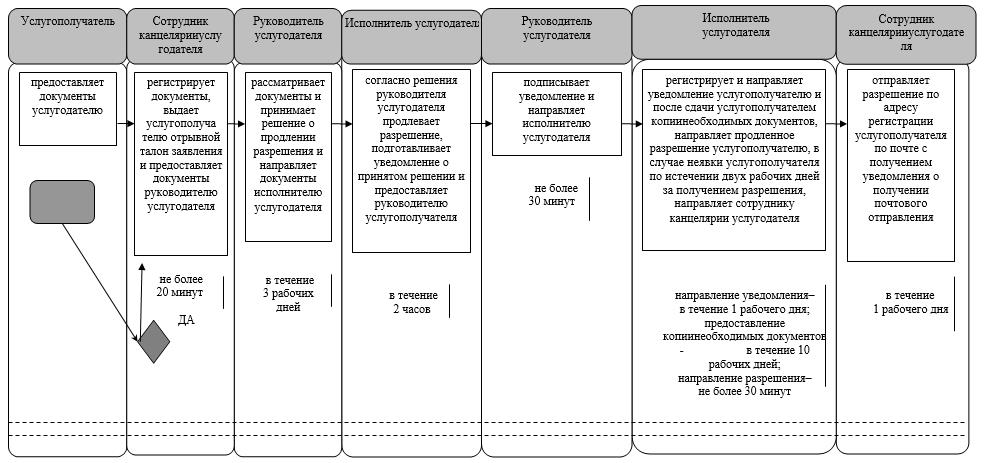 Услугополучатель
Сотрудник
канцелярииуслу
годателя
Руководитель
услугодателя
Исполнитель услугодателя
Руководитель
услугодателя
Исполнитель
услугодателя
Сотрудник
канцелярииуслугодате
ля
предоставляет
документы
услугодателю
регистрирует
документы,
выдает
услугополуча
телю отрывной
талон заявления
и предоставляет
документы
руководителю
услугодателя
рассматривает
документы и
принимает
решение о
продлении
разрешения и
направляет
документы
исполнителю
услугодателя
согласно решения
руководителя
услугодателя
продлевает
разрешение,
подготавливает
уведомление о
принятом решении и
предоставляет
руководителю
услугополучателя
подписывает
уведомление и
направляет
исполнителю
услугодателя
регистрирует и направляет
уведомление услугополучателю и
после сдачи услугополучателем
копиинеобходимых документов,
направляет продленное
разрешение услугополучателю, в
случае неявки услугополучателя
по истечении двух рабочих дней
за получением разрешения,
направляет сотруднику
канцелярии услугодателя
отправляет
разрешение по
адресу
регистрации
услугополучателя
по почте с
получением
уведомления о
получении
почтового
отправления
не более
20 минут
ДА
в течение
3 рабочих
дней
в течение
2 часов
не более
30 минут
направление уведомления–
в течение 1 рабочего дня;
предоставление
копиинеобходимых документов
- в течение 10
рабочих дней;
направление разрешения–
не более 30 минут
в течение
1 рабочего дня